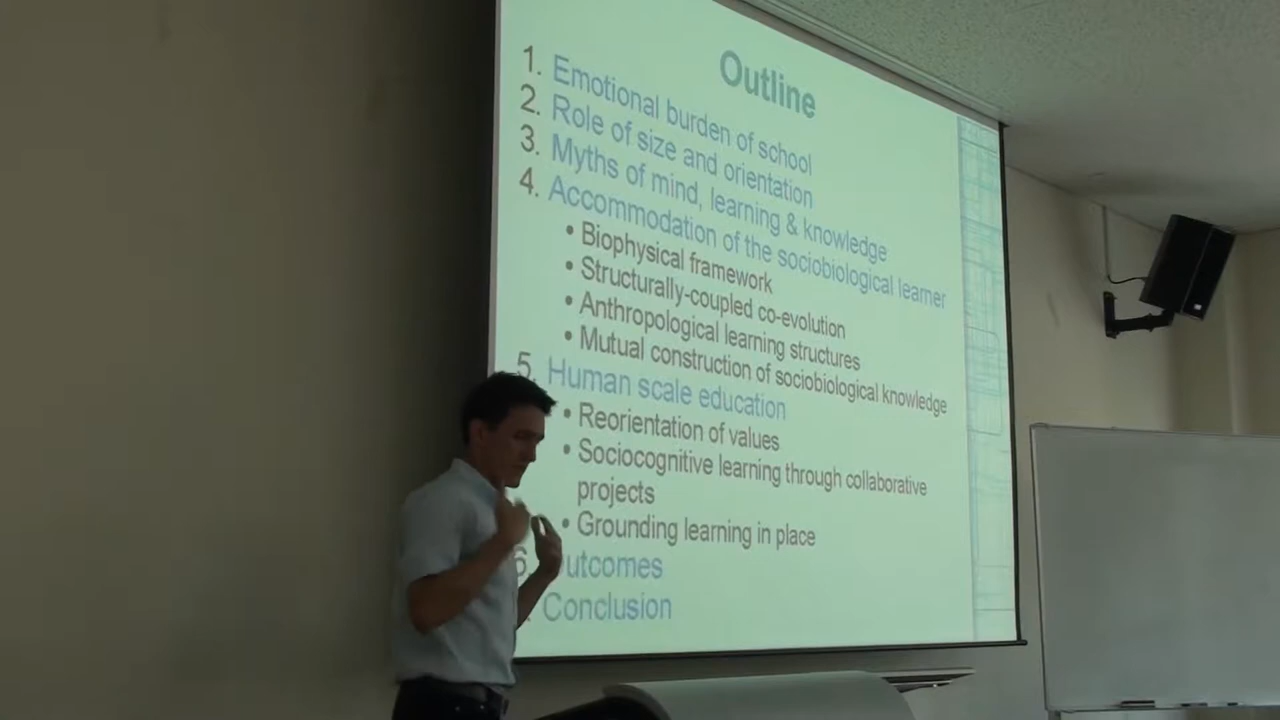 Outline
1. Emotional burden of school
2. Role of size and orientation
3. Myths of mind, learning & knowledge
4. Accommodation of the sociobiological learner
• Biophysical framework
• Structurally-coupled co-evolution
• Anthropological learning structures
• Mutual construction of sociobiological knowledge
5. Human scale education
• Reorientation of values
• Sociocognitive learning through collaborative
projects
• Grounding learning in place
6. utcomes
Conclusion